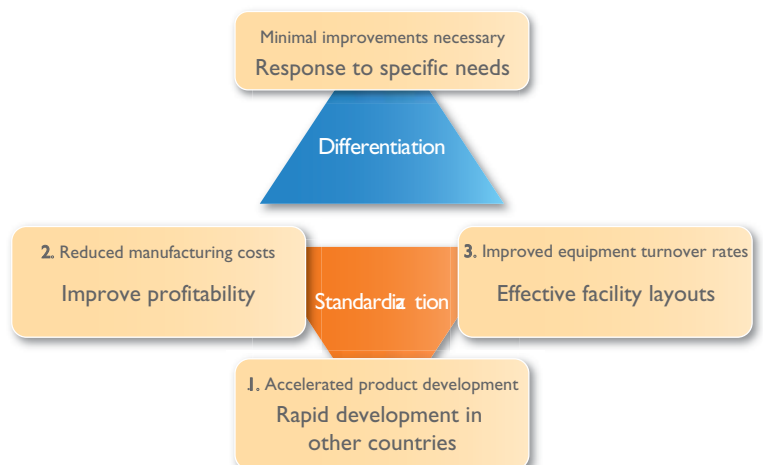 Minimal improvements necessary
Response to specific needs
Differentiation
2. Reduced manufacturing costs
Improve profitability
Standardiza tion
3. Improved equipment turnover rates
Effective facility layouts
1. Accelerated product development
Rapid development in
other countries